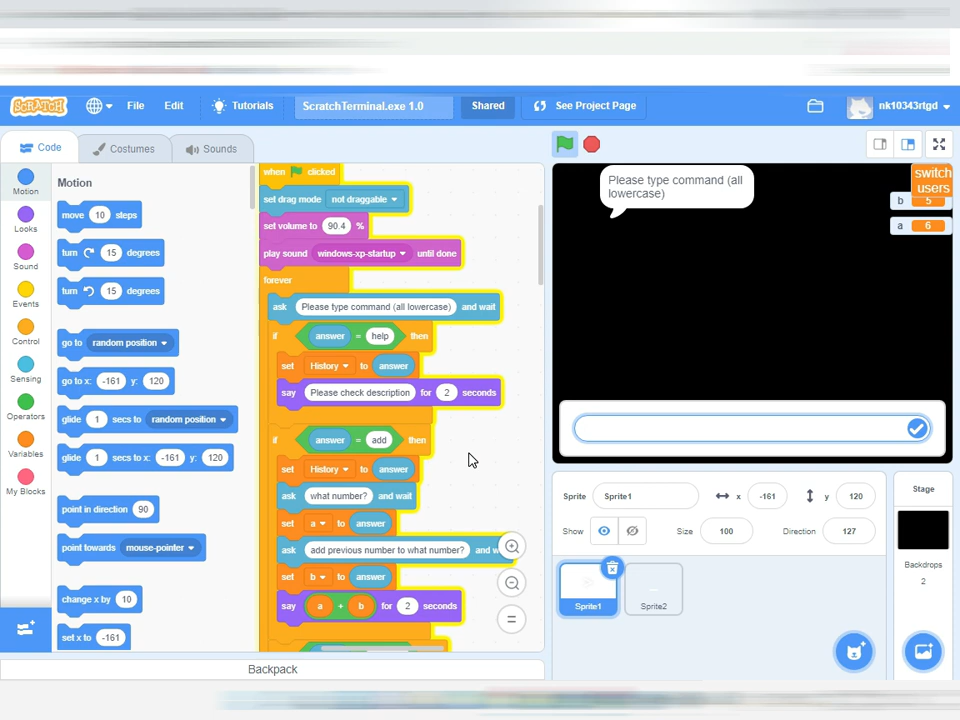 SCRATCH File Edit Tutorials ScratchTerminal.exe 1.0 Shared See Project Page nk10343rtgd
Code Costumes Sounds
Motion
Looks
Sound
Events
Control
Sensing
Operators
Variables
My Blocks
Motion
move 10 steps
turn 15 degrees
turn 15 degrees
go to random position
go to x: -161 y: 120
glide 1 secs to random position
glide 1 secs to x: -161 y: 120
point in direction 90
point towards mouse-pointer
change x by 10
set x to -161
when clicked
set drag mode not draggable
set volume to 90.4 %
play sound windows-xp-startup until done
forever
ask Please type command (all lowercase) and wait
if answer = help then
set History to answer
say Please check description for 2 seconds
if answer = add then
set History to answer
ask what number? and wait
set a to answer
ask add previous number to what number? and w
set b to answer
say a + b for 2 seconds
Backpack
Please type command (all
lowercase)
switch
users
b 5
a 6
Sprite Sprite1 x -161 y 120
Show Size 100 Direction 127
Sprite1
Sprite2
Stage
Backdrops
2